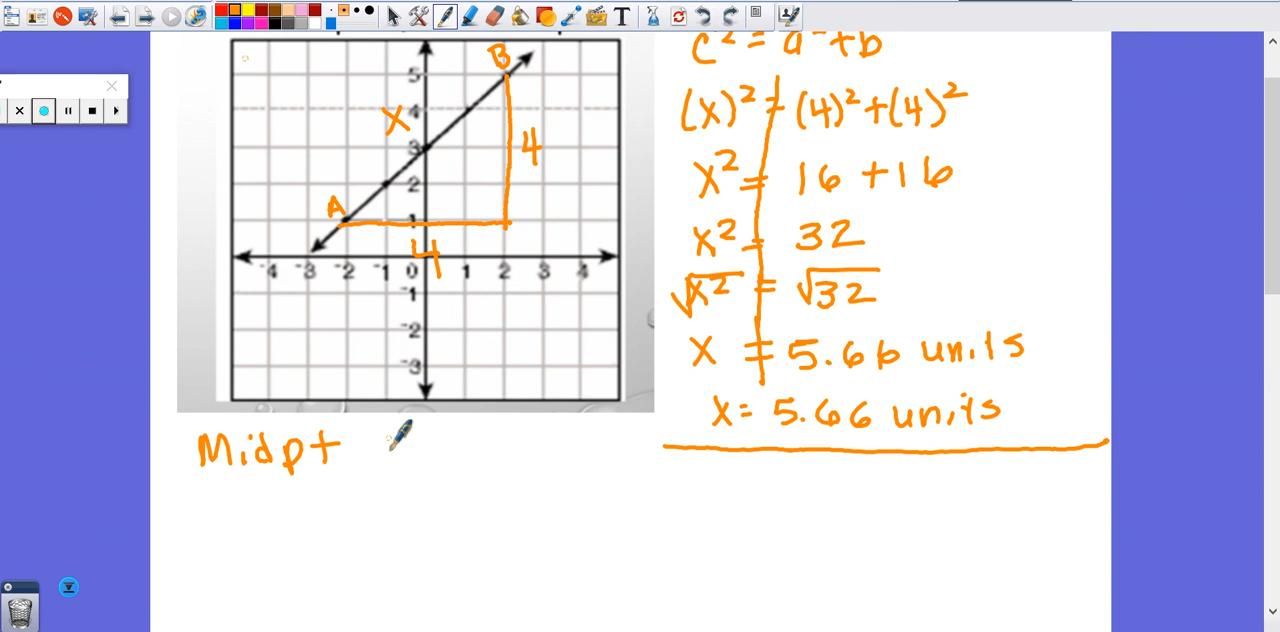 B
5
X
4
3
4
2
A
1
4
-4 -3 -2 -1 0 1 2 3 4
-1
-2
-3
c² = a² + b
(x)² = (4)² + (4)²
x² = 16 + 16
x² = 32
√x² = √32
x = 5.66 units
x = 5.66 units
Midpt
T